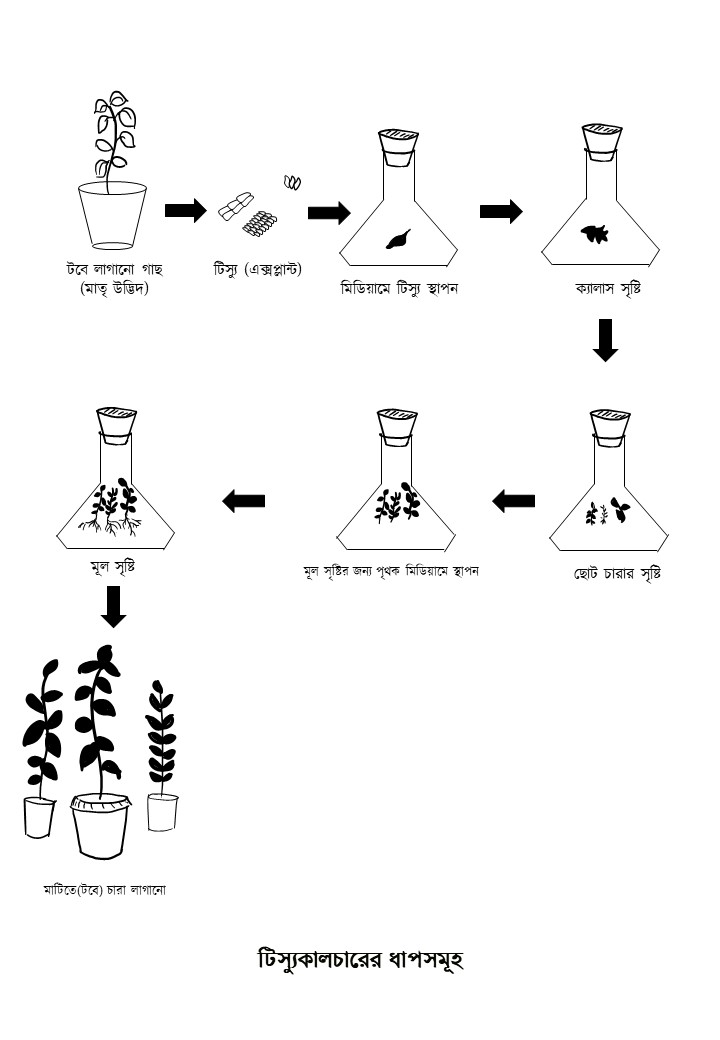 টবে লাগানো গাছ
(মাতৃ উদ্ভিদ)
টিস্যু (এক্সপ্লান্ট)
মিডিয়ামে টিস্যু স্থাপন
ক্যালাস সৃষ্টি
ছোট চারার সৃষ্টি
মূল সৃষ্টির জন্য পৃথক মিডিয়ামে স্থাপন
মূল সৃষ্টি
মাটিতে(টবে) চারা লাগানো
টিস্যুকালচারের ধাপসমূহ